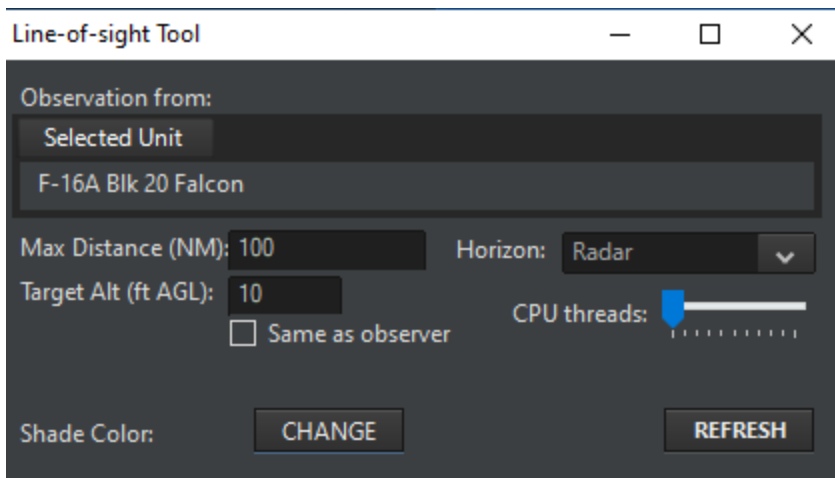 Line-of-sight Tool
Observation from:
Selected Unit
F-16A Blk 20 Falcon
Max Distance (NM): 100 Horizon: Radar
Target Alt (ft AGL): 10
Same as observer CPU threads:
Shade Color: CHANGE REFRESH